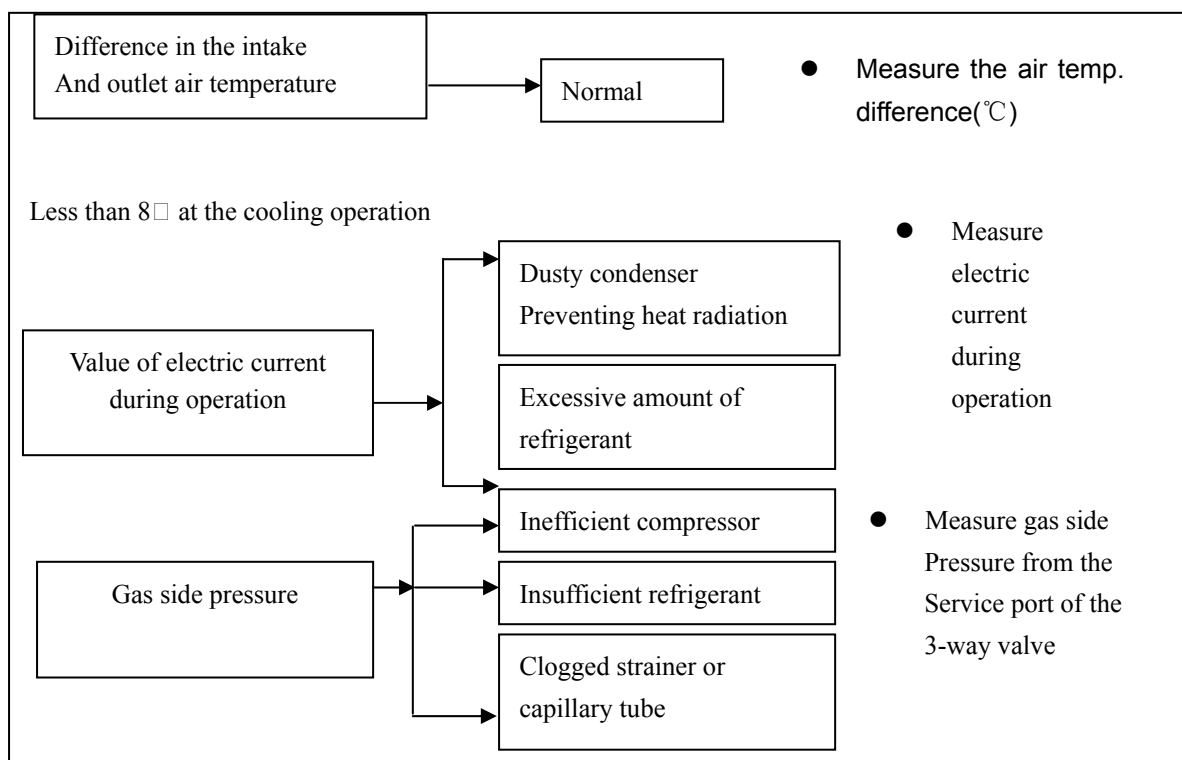 Difference in the intake
And outlet air temperature
Normal
● Measure the air temp.
difference(℃)
Less than 8□ at the cooling operation
Dusty condenser
Preventing heat radiation
● Measure
electric
current
during
operation
Value of electric current
during operation
Excessive amount of
refrigerant
Inefficient compressor
● Measure gas side
Pressure from the
Service port of the
3-way valve
Gas side pressure
Insufficient refrigerant
Clogged strainer or
capillary tube